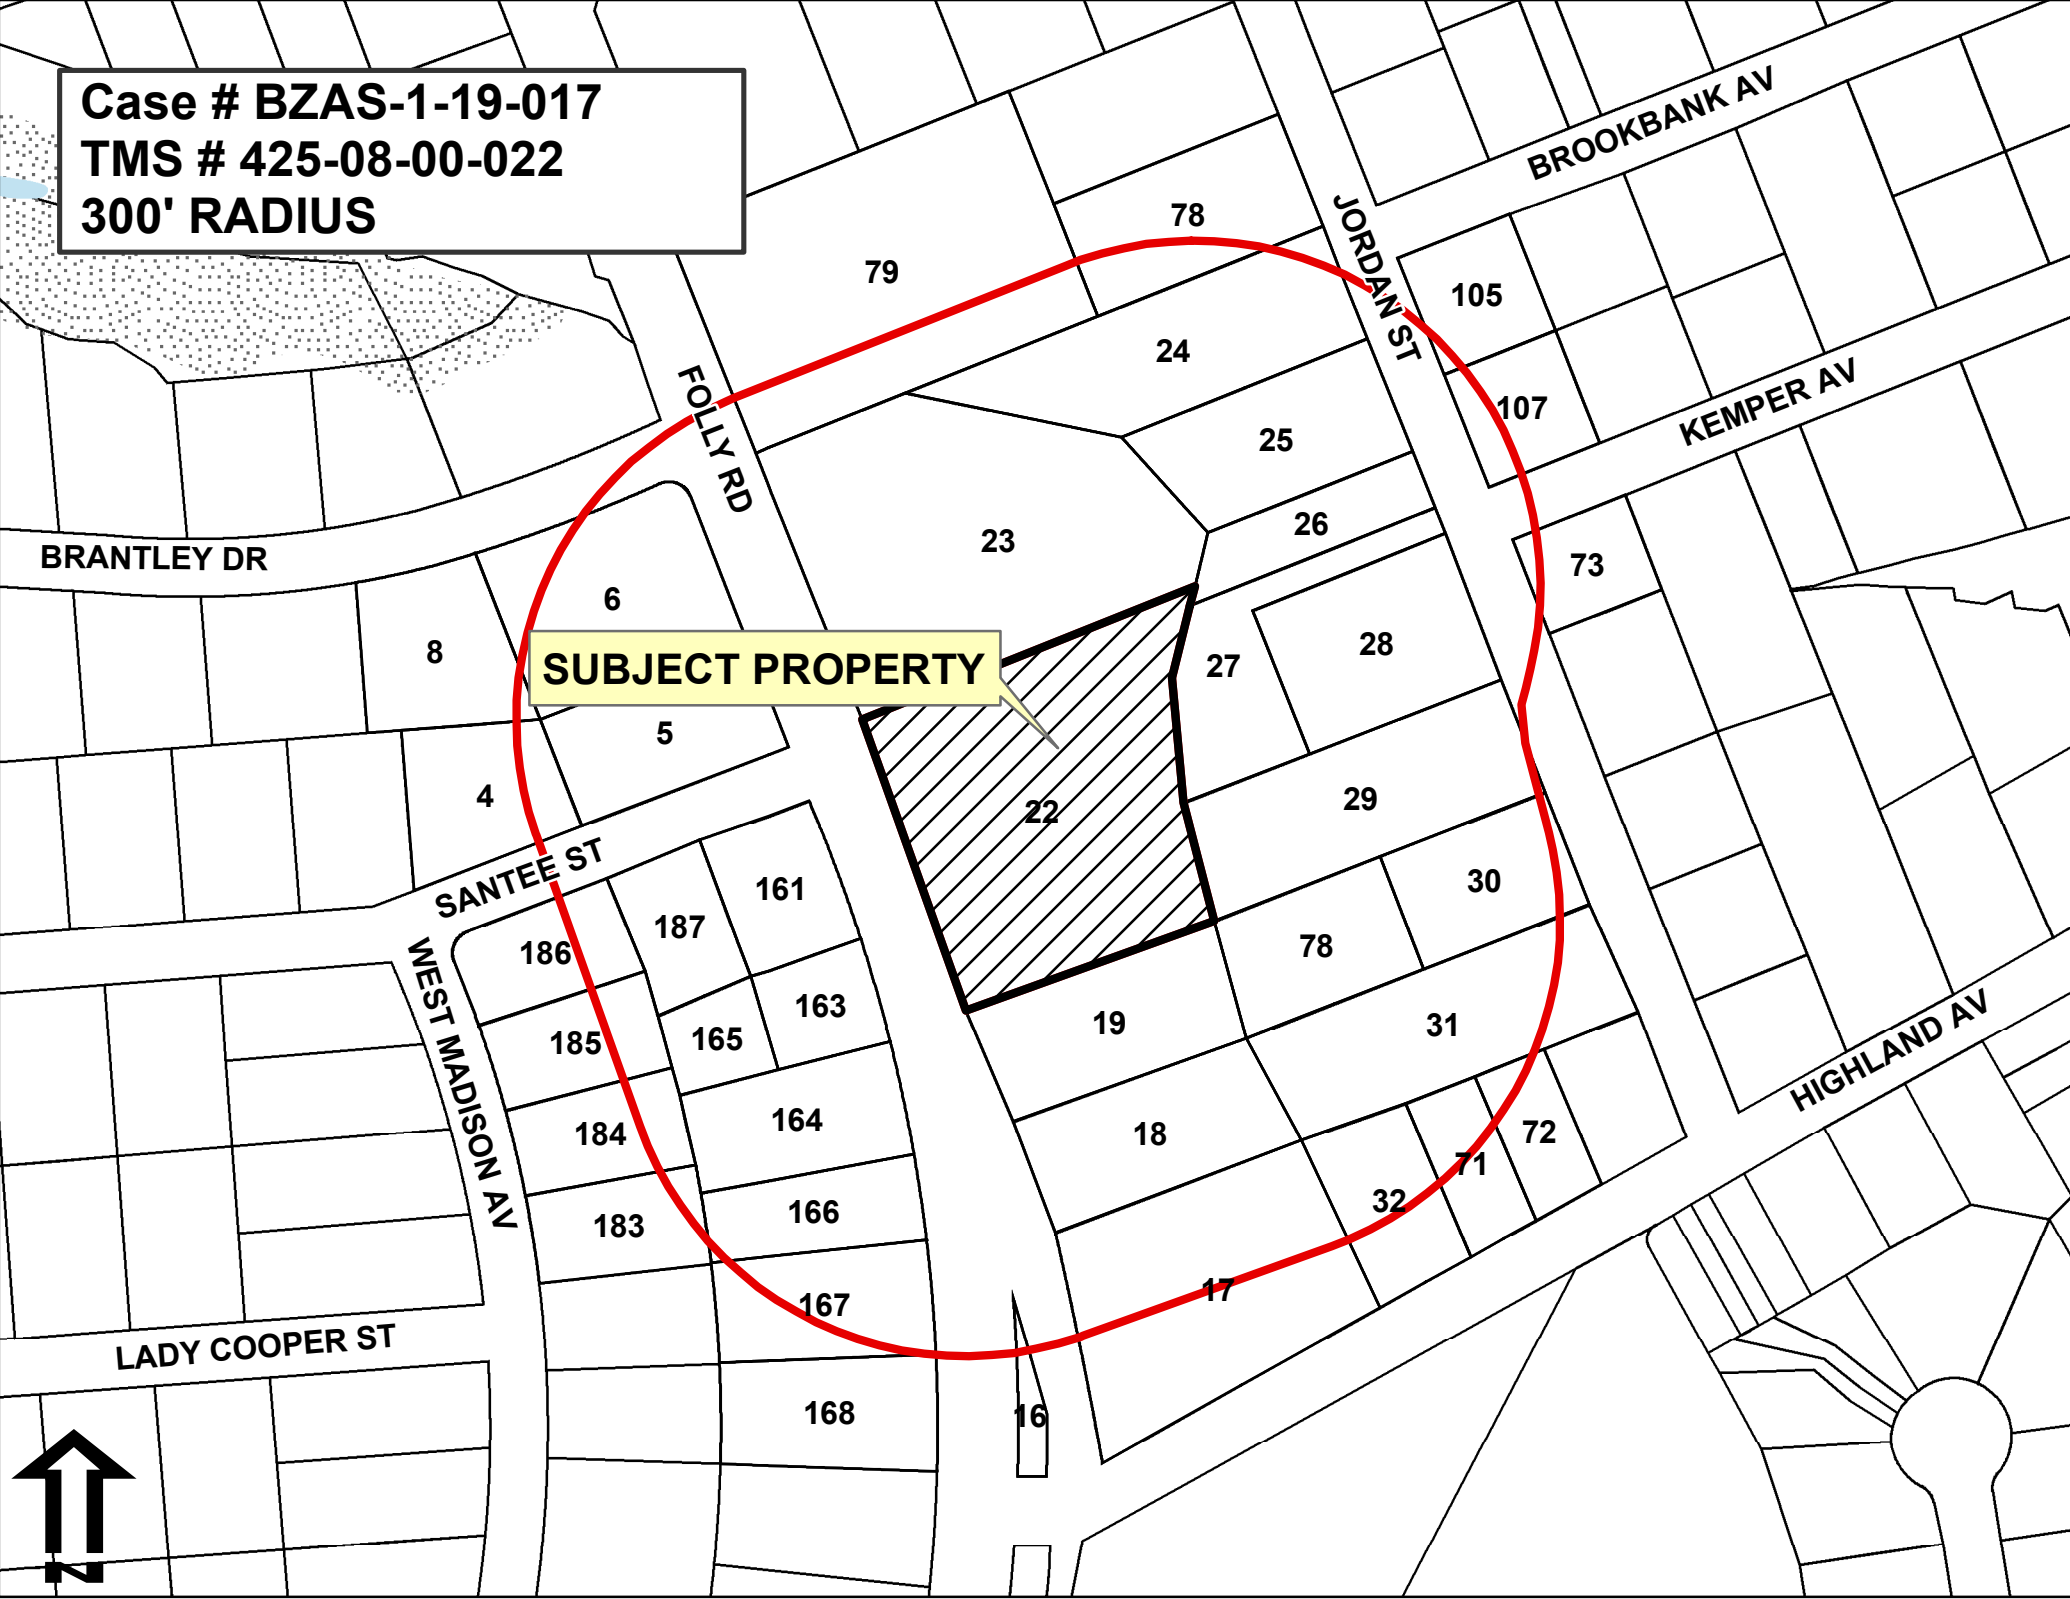 Case # BZAS-1-19-017
TMS # 425-08-00-022
300' RADIUS
BROOKBANK AV
JORDAN ST
78
79
105
24
KEMPER AV
107
FOLLY RD
25
26
23
BRANTLEY DR
73
6
8
28
27
SUBJECT PROPERTY
5
4
29
22
SANTEE ST
161
30
187
186
78
WEST MADISON AV
163
19
31
185
165
HIGHLAND AV
164
184
18
72
71
32
166
183
17
167
LADY COOPER ST
168
16
N